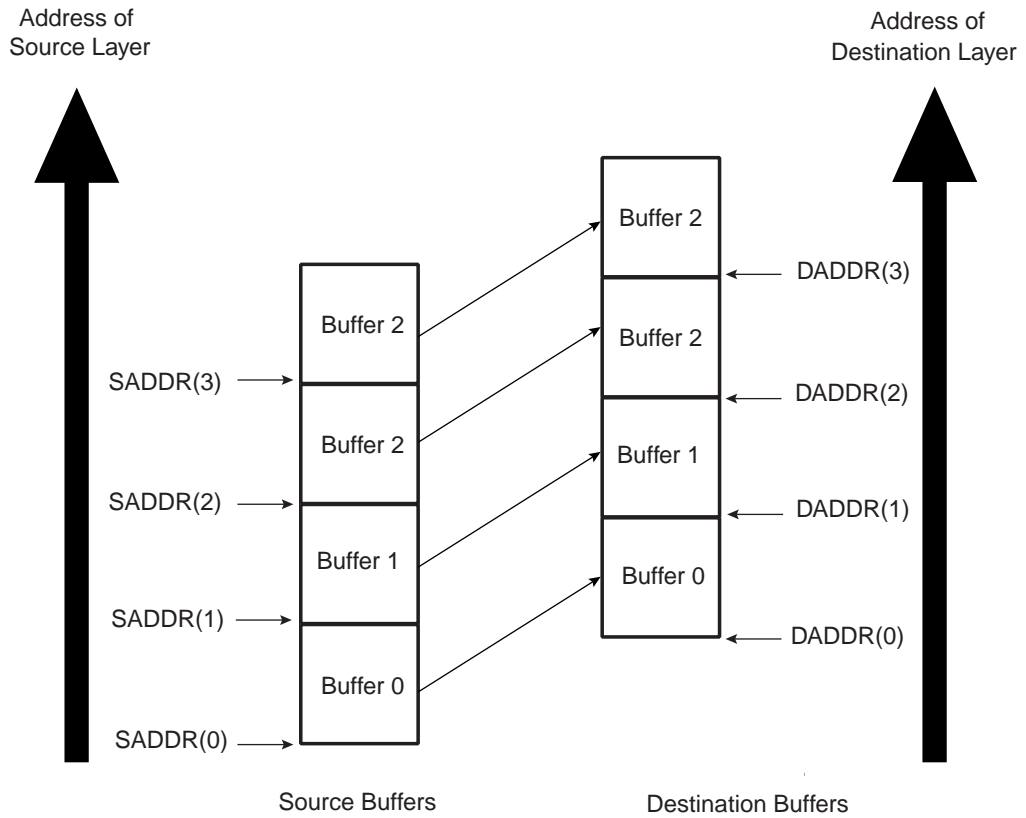 Address of
Source Layer
Address of
Destination Layer
Buffer 2
DADDR(3)
Buffer 2
Buffer 2
SADDR(3)
DADDR(2)
Buffer 2
Buffer 1
SADDR(2)
DADDR(1)
Buffer 1
Buffer 0
SADDR(1)
DADDR(0)
Buffer 0
SADDR(0)
Source Buffers
Destination Buffers